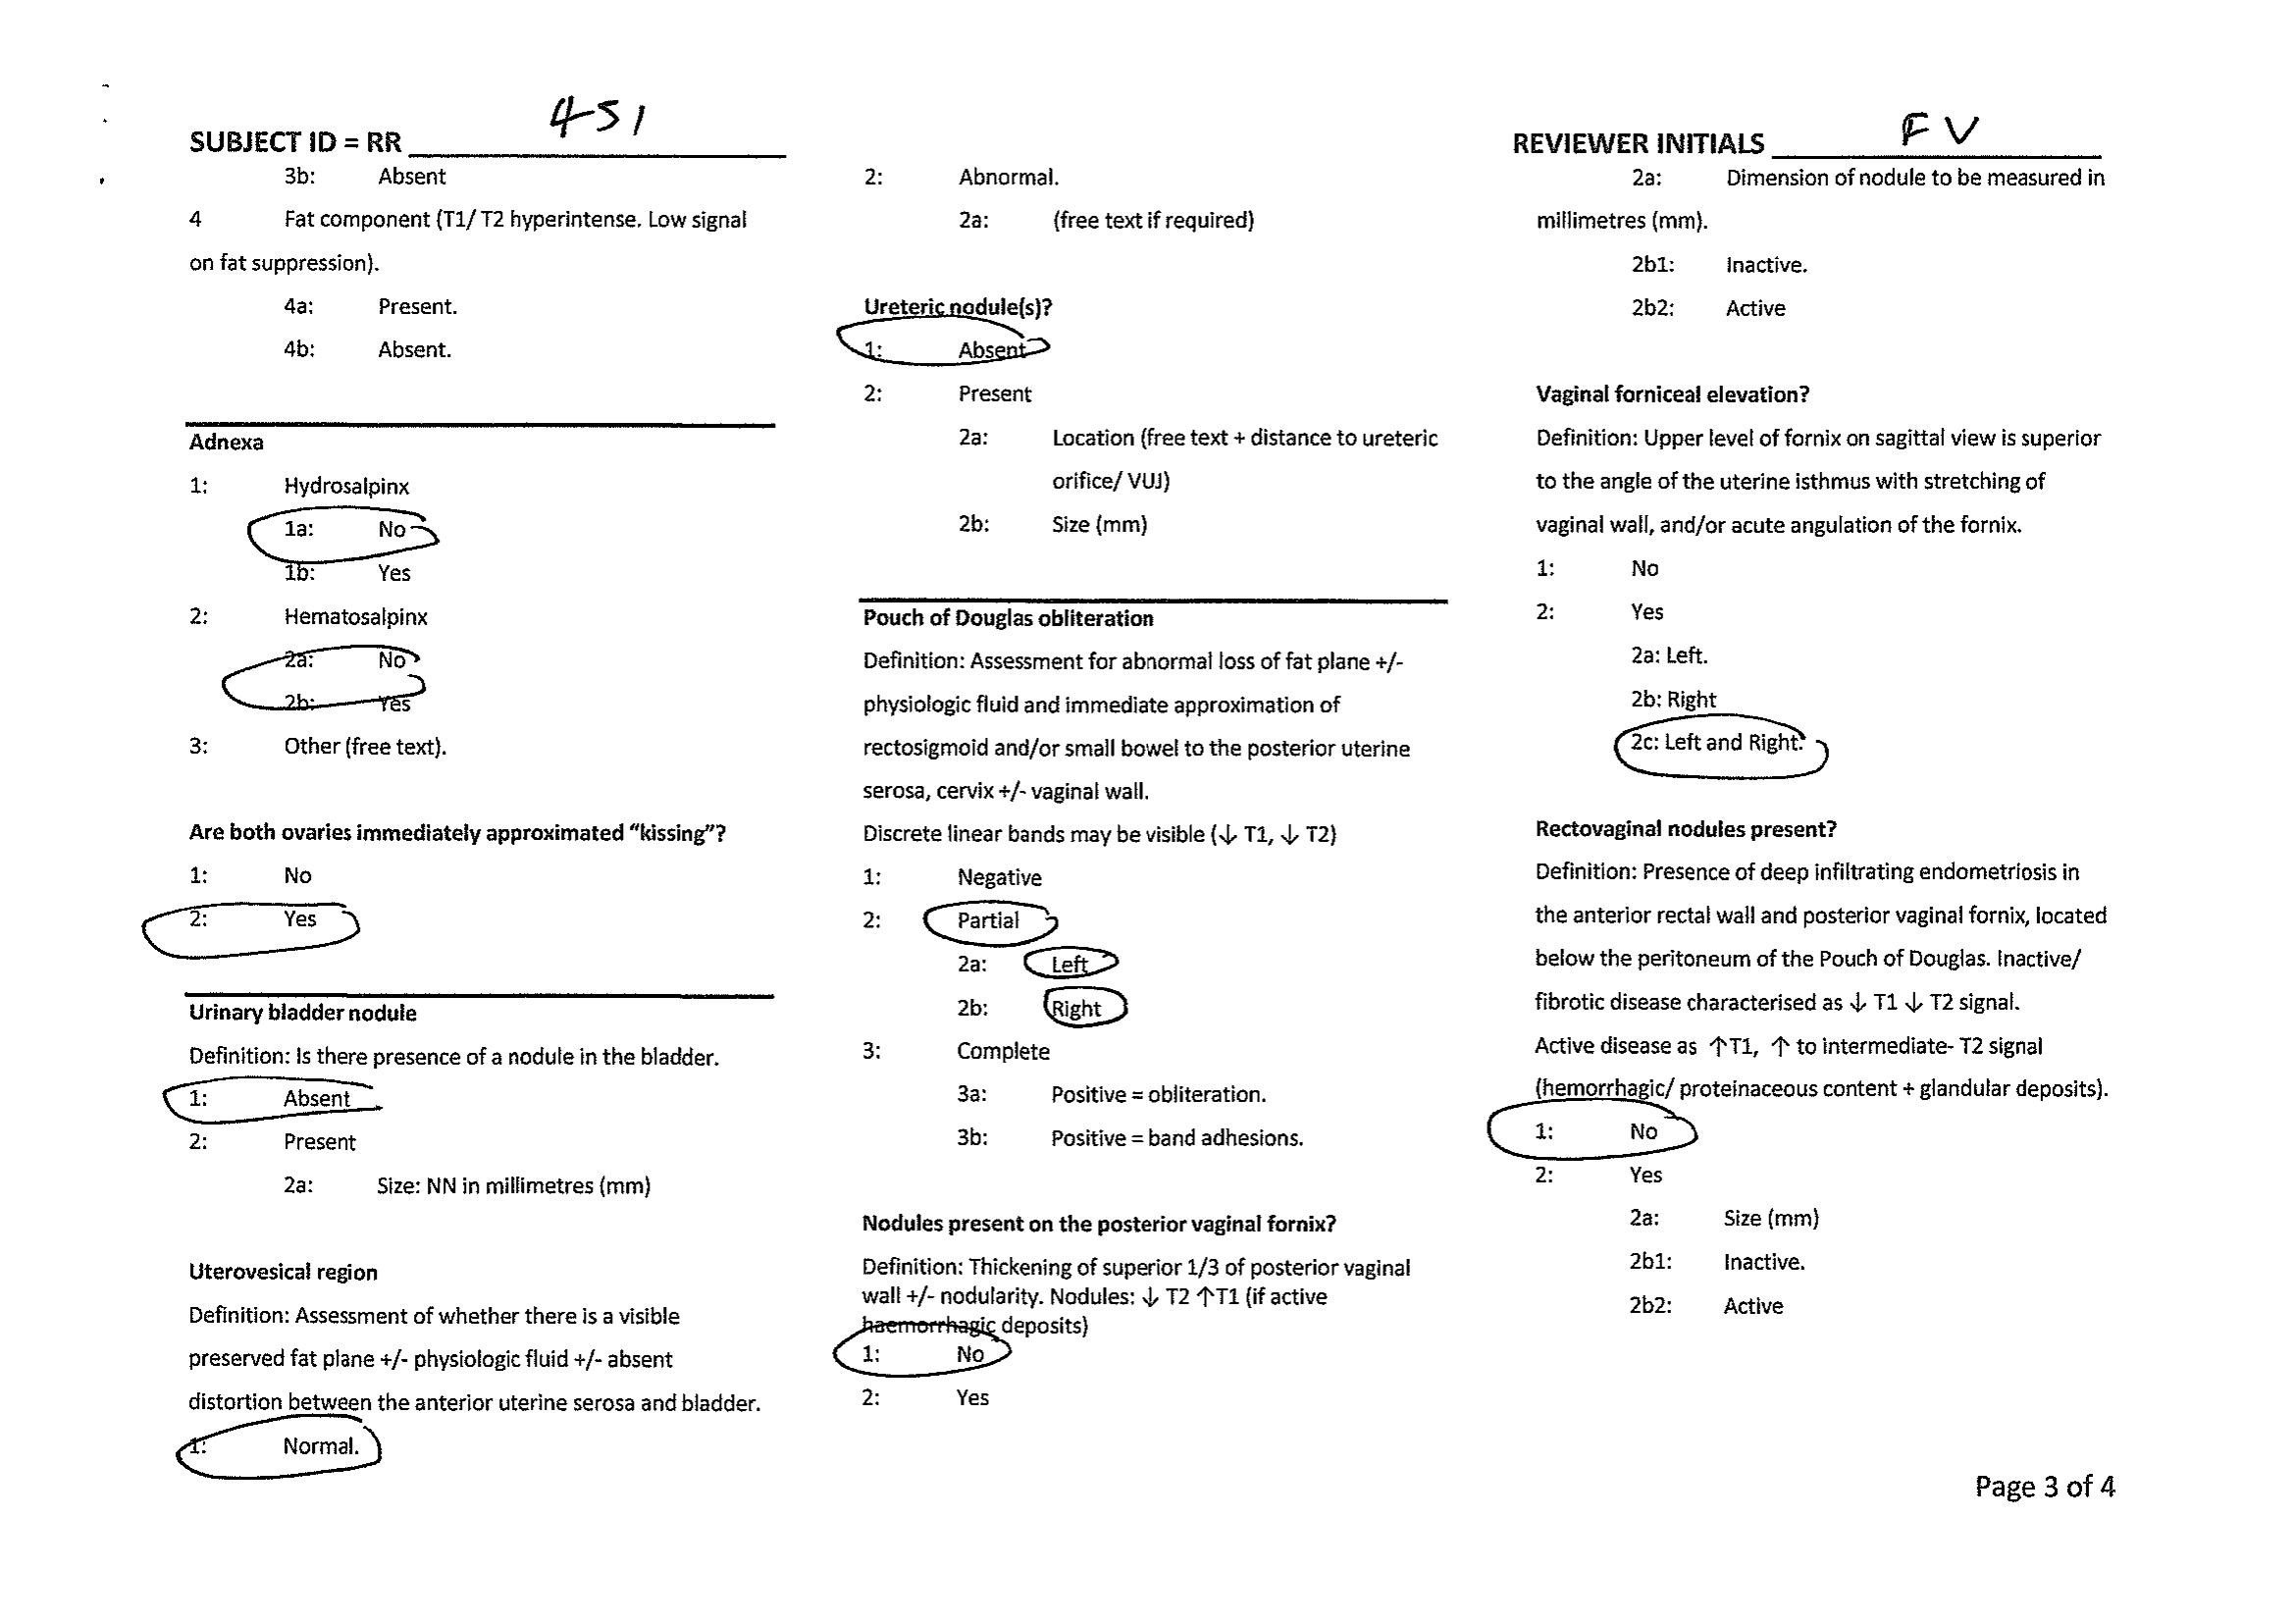 SUBJECT ID = RR 451
3b: Absent
4 Fat component (T1/ T2 hyperintense. Low signal
on fat suppression).
4a: Present.
4b: Absent.
Adnexa
1: Hydrosalpinx
1a: No
1b: Yes
2: Hematosalpinx
2a: No
2b: Yes
3: Other (free text).
Are both ovaries immediately approximated “kissing”?
1: No
2: Yes
Urinary bladder nodule
Definition: Is there presence of a nodule in the bladder.
1: Absent
2: Present
2a: Size: NN in millimetres (mm)
Uterovesical region
Definition: Assessment of whether there is a visible
preserved fat plane +/- physiologic fluid +/- absent
distortion between the anterior uterine serosa and bladder.
1: Normal.
2: Abnormal.
2a: (free text if required)
Ureteric nodule(s)?
1: Absent
2: Present
2a: Location (free text + distance to ureteric
orifice/ VUJ)
2b: Size (mm)
Pouch of Douglas obliteration
Definition: Assessment for abnormal loss of fat plane +/-
physiologic fluid and immediate approximation of
rectosigmoid and/or small bowel to the posterior uterine
serosa, cervix +/- vaginal wall.
Discrete linear bands may be visible (↓ T1, ↓ T2)
1: Negative
2: Partial
2a: Left
2b: Right
3: Complete
3a: Positive = obliteration.
3b: Positive = band adhesions.
Nodules present on the posterior vaginal fornix?
Definition: Thickening of superior 1/3 of posterior vaginal
wall +/- nodularity. Nodules: ↓ T2 ↑T1 (if active
haemorrhagic deposits)
1: No
2: Yes
REVIEWER INITIALS FV
2a: Dimension of nodule to be measured in
millimetres (mm).
2b1: Inactive.
2b2: Active
Vaginal forniceal elevation?
Definition: Upper level of fornix on sagittal view is superior
to the angle of the uterine isthmus with stretching of
vaginal wall, and/or acute angulation of the fornix.
1: No
2: Yes
2a: Left.
2b: Right
2c: Left and Right.
Rectovaginal nodules present?
Definition: Presence of deep infiltrating endometriosis in
the anterior rectal wall and posterior vaginal fornix, located
below the peritoneum of the Pouch of Douglas. Inactive/
fibrotic disease characterised as ↓ T1 ↓ T2 signal.
Active disease as ↑T1, ↑ to intermediate- T2 signal
(hemorrhagic/ proteinaceous content + glandular deposits).
1: No
2: Yes
2a: Size (mm)
2b1: Inactive.
2b2: Active
Page 3 of 4